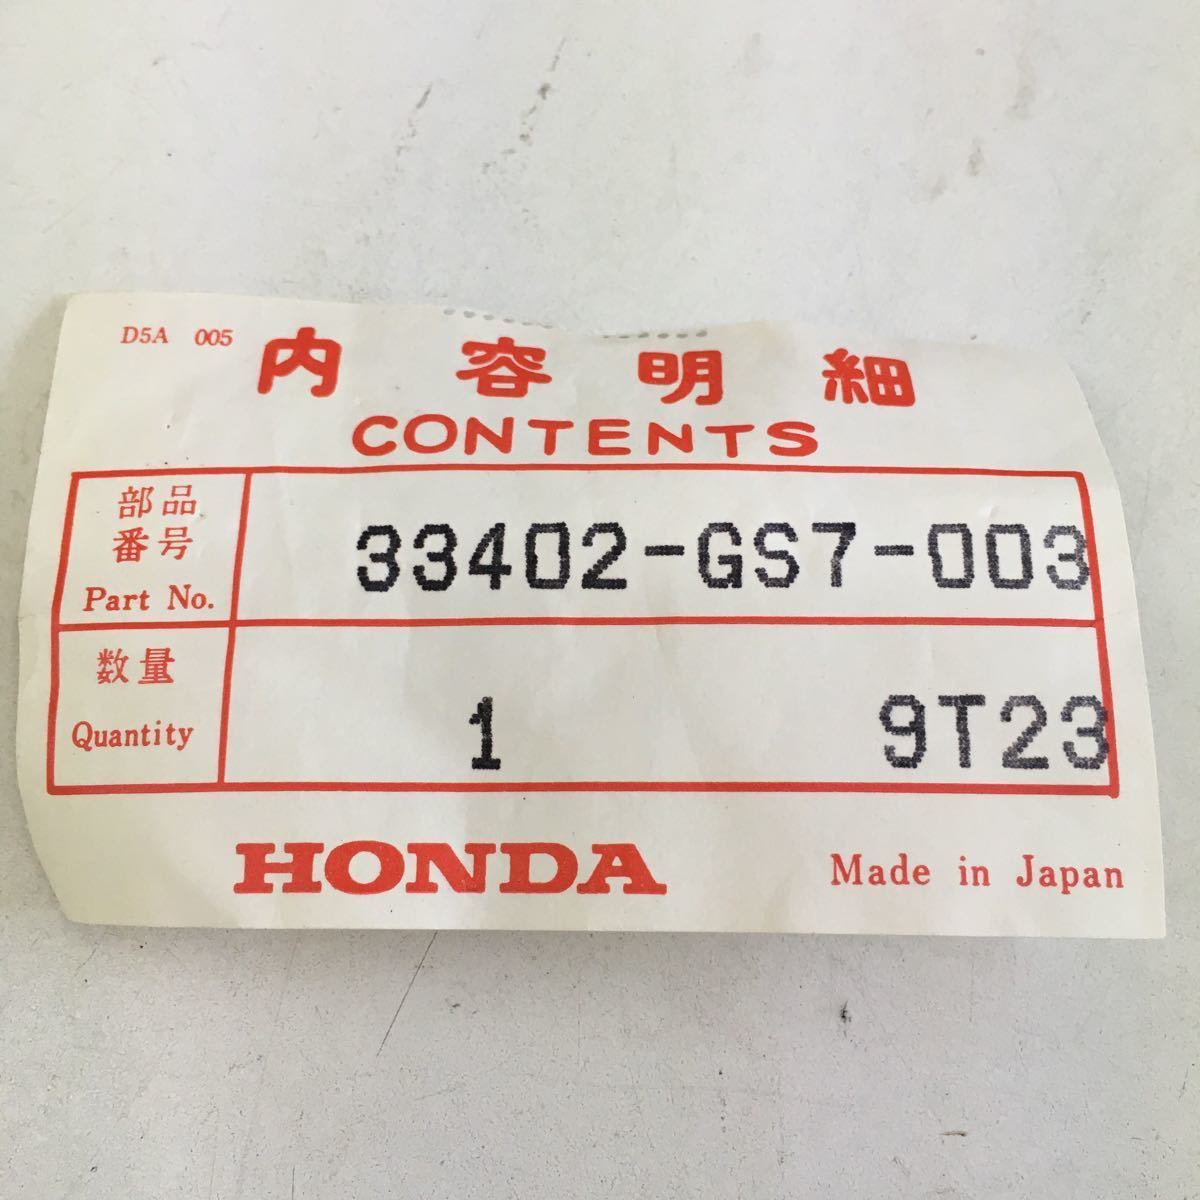 D5A 005
内容明細
CONTENTS
部品
番号
Part No.
33402-GS7-003
数量
Quantity
1 9T23
HONDA
Made in Japan